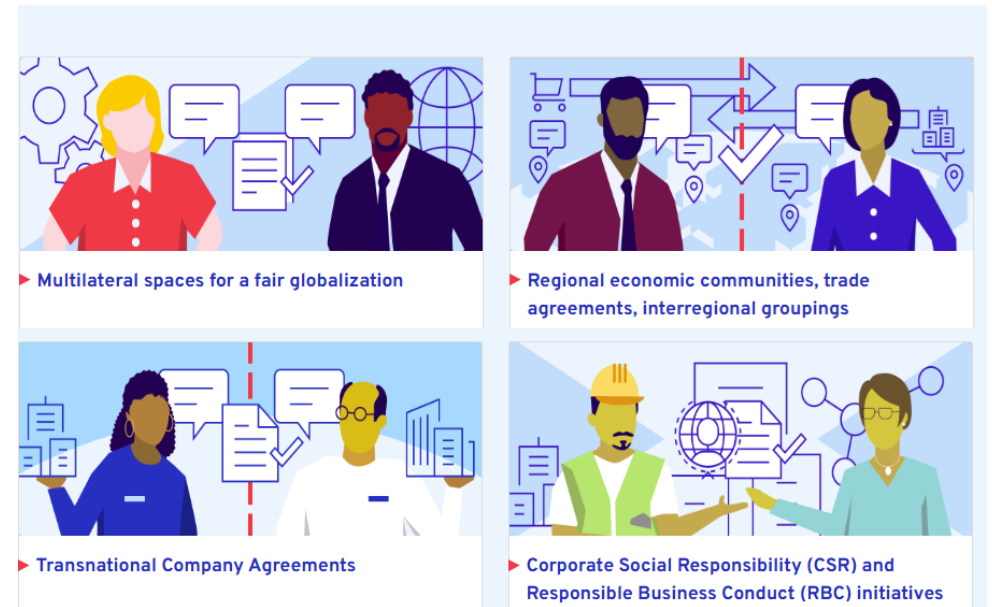 Multilateral spaces for a fair globalization
Regional economic communities, trade
agreements, interregional groupings
Transnational Company Agreements
Corporate Social Responsibility (CSR) and
Responsible Business Conduct (RBC) initiatives